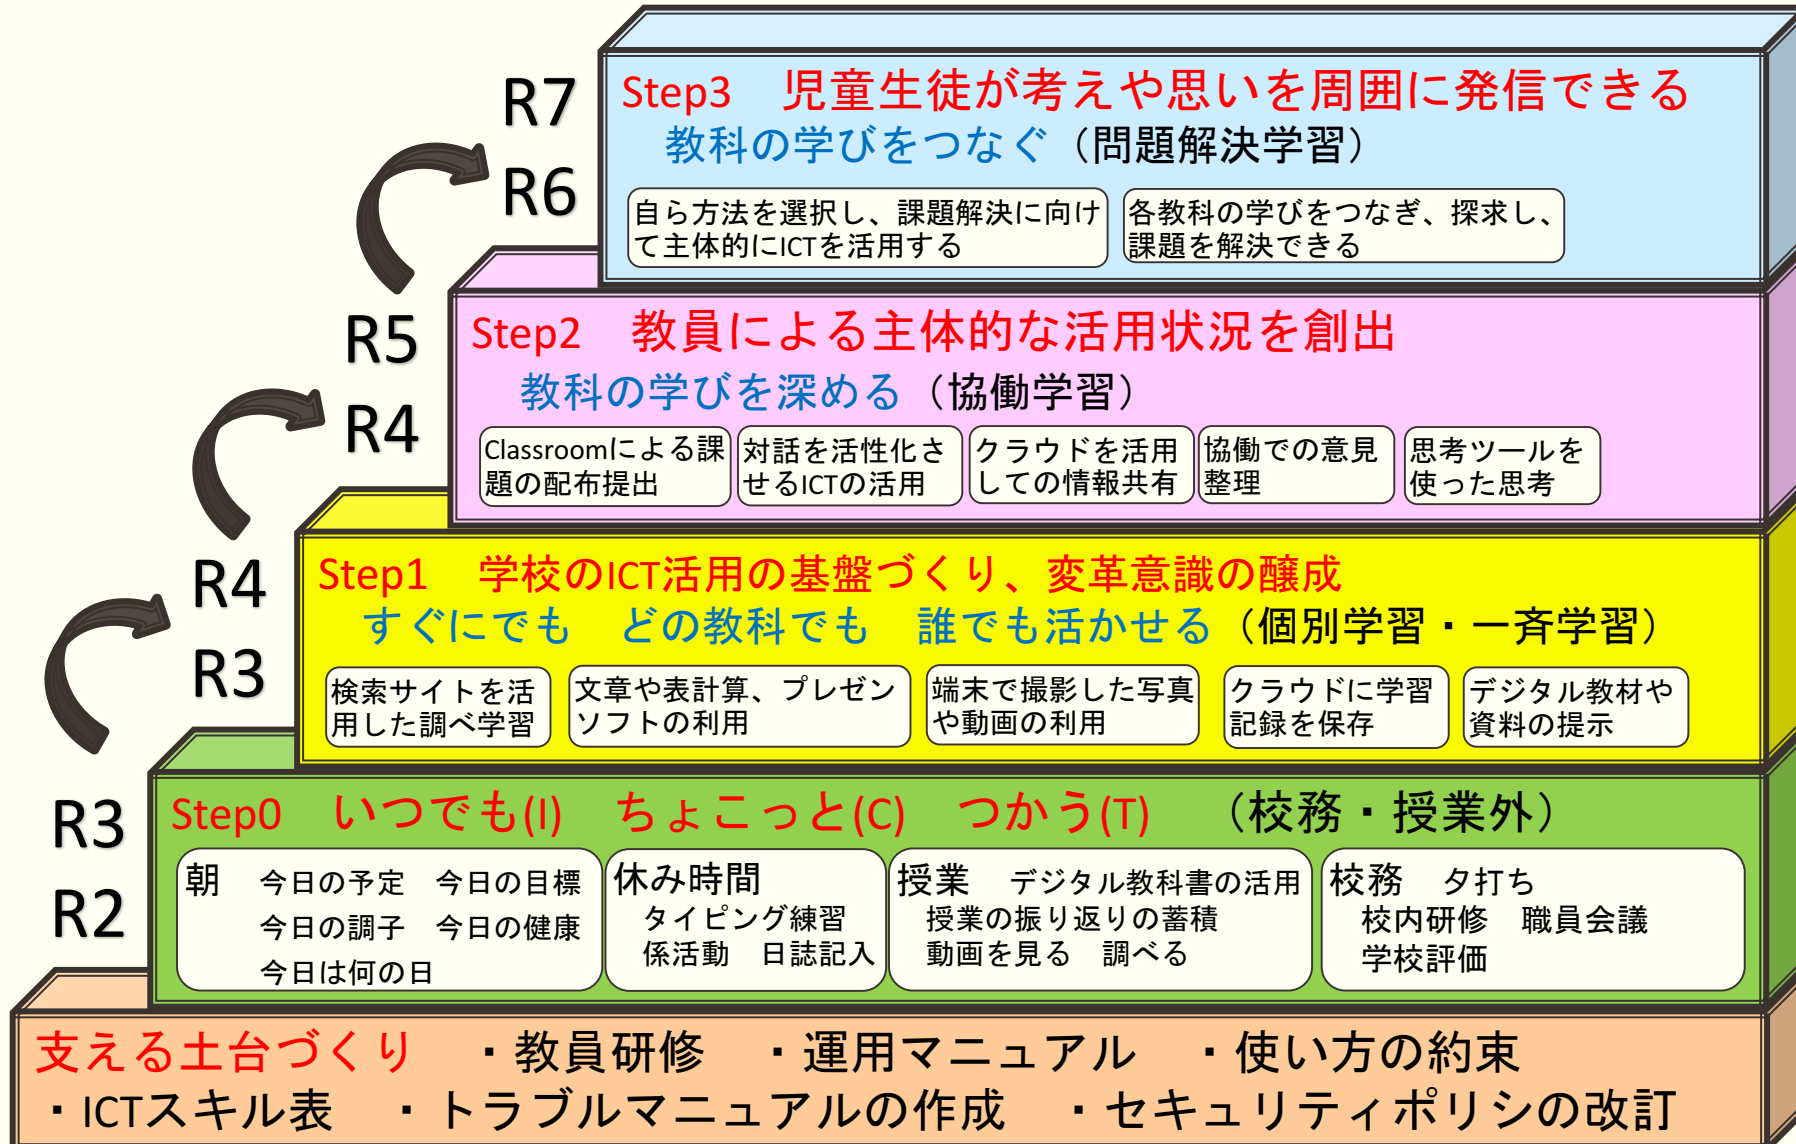 R7
R6
Step3 児童生徒が考えや思いを周囲に発信できる
教科の学びをつなぐ（問題解決学習）
自ら方法を選択し、課題解決に向け
て主体的にICTを活用する
各教科の学びをつなぎ、探求し、
課題を解決できる
R5
R4
Step2 教員による主体的な活用状況を創出
教科の学びを深める（協働学習）
Classroomによる課
題の配布提出
対話を活性化さ
せるICTの活用
クラウドを活用
しての情報共有
協働での意見
整理
思考ツールを
使った思考
R4
R3
Step1 学校のICT活用の基盤づくり、変革意識の醸成
すぐにでも どの教科でも 誰でも活かせる（個別学習・一斉学習）
検索サイトを活
用した調べ学習
文章や表計算、プレゼン
ソフトの利用
端末で撮影した写真
や動画の利用
クラウドに学習
記録を保存
デジタル教材や
資料の提示
R3
R2
Step0 いつでも(I) ちょこっと(C) つかう(T) （校務・授業外）
朝 今日の予定 今日の目標
今日の調子 今日の健康
今日は何の日
休み時間
タイピング練習
係活動 日誌記入
授業 デジタル教科書の活用
授業の振り返りの蓄積
動画を見る 調べる
校務 夕打ち
校内研修 職員会議
学校評価
支える土台づくり ・教員研修 ・運用マニュアル ・使い方の約束
・ICTスキル表 ・トラブルマニュアルの作成 ・セキュリティポリシの改訂